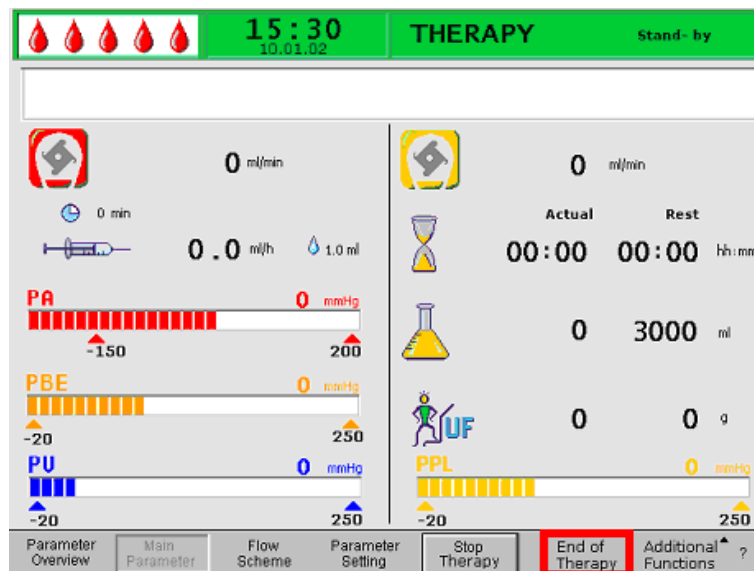 15:30
10.01.02
THERAPY
Stand- by
0 ml/min
0 ml/min
0 min
Actual Rest
0.0 ml/h 1.0 ml
00:00 00:00 hh:mm
PA 0 mmHg
-150 200
0 3000 ml
PBE 0 mmHg
-20 250
UF 0 0 g
PV 0 mmHg
-20 250
PPL 0 mmHg
-20 250
Parameter Overview
Main Parameter
Flow Scheme
Parameter Setting
Stop Therapy
End of Therapy
Additional Functions
?